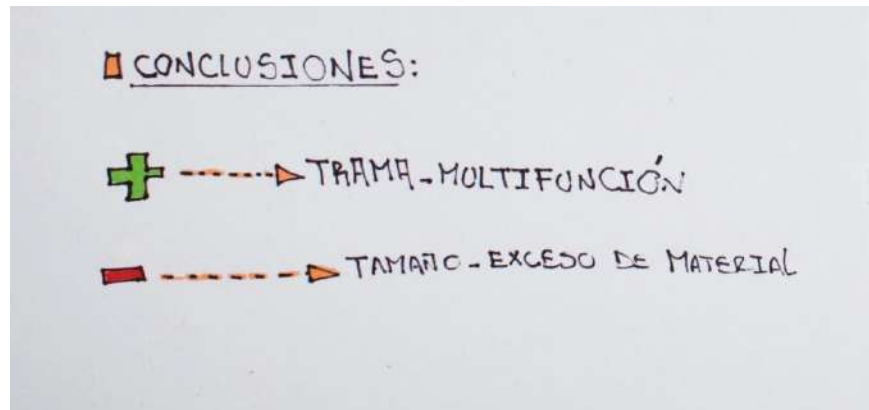 CONCLUSIONES:
TRAMA-MULTIFUNCIÓN
TAMAÑO-EXCESO DE MATERIAL